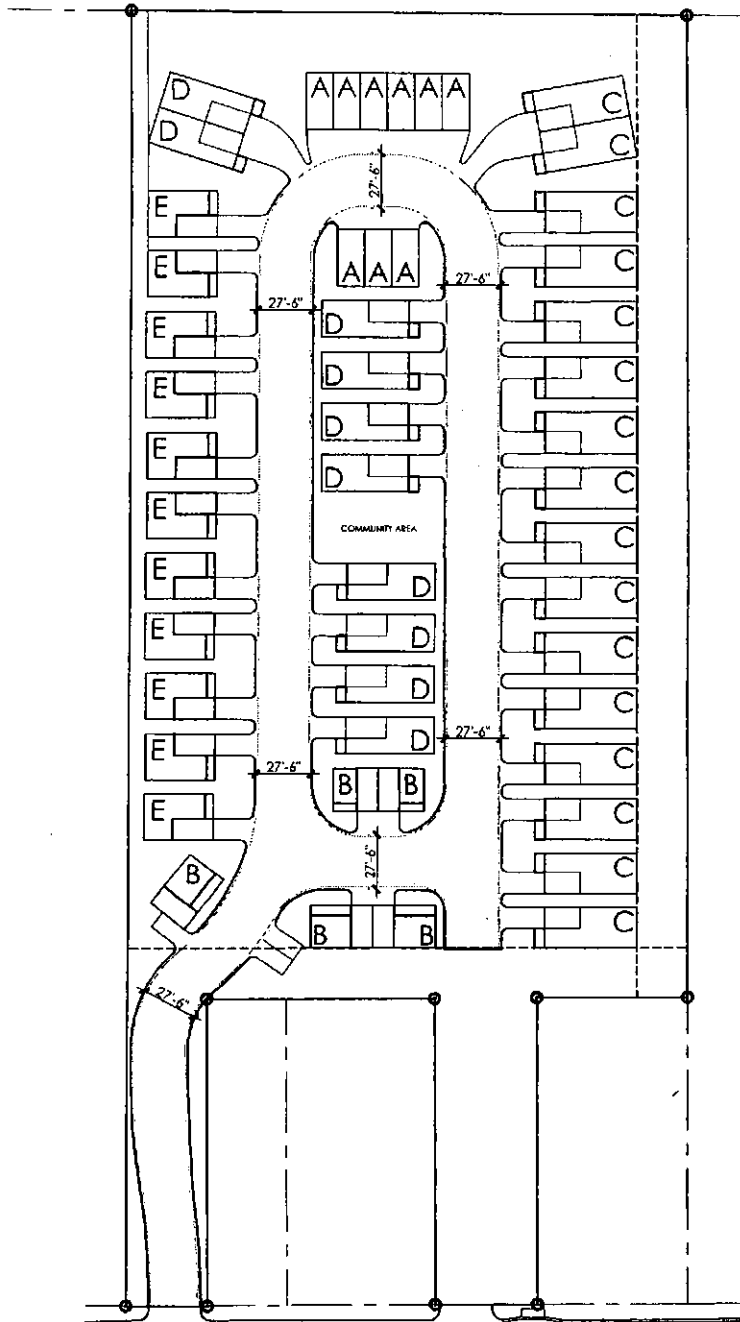 D A A A A A A C
D C
27'-6"
E C
E A A A 27'-6" C
27'-6"
E D C
E D C
E D C
E D C
COMMUNITY AREA
E C
E D C
E D C
E D C
E D 27'-6"
C
27'-6"
B B
E C
B 27'-6" C
B B C
27'-6"